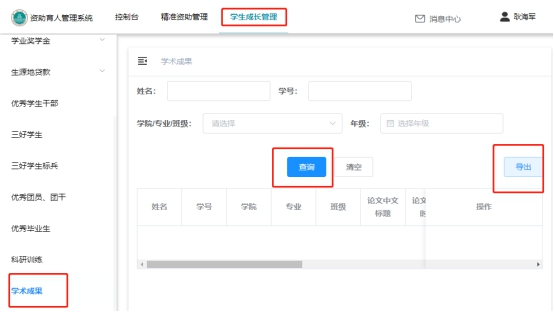 资助育人管理系统 控制台 精准资助管理 学生成长管理 消息中心 耿海军
学业奖学金
生源地贷款
优秀学生干部
三好学生
三好学生标兵
优秀团员、团干
优秀毕业生
科研训练
学术成果
学术成果
姓名: 学号:
学院/专业/班级: 请选择 年级: 选择年级
查询 清空 导出
姓名 学号 学院 专业 班级 论文中文 论文 操作
标题